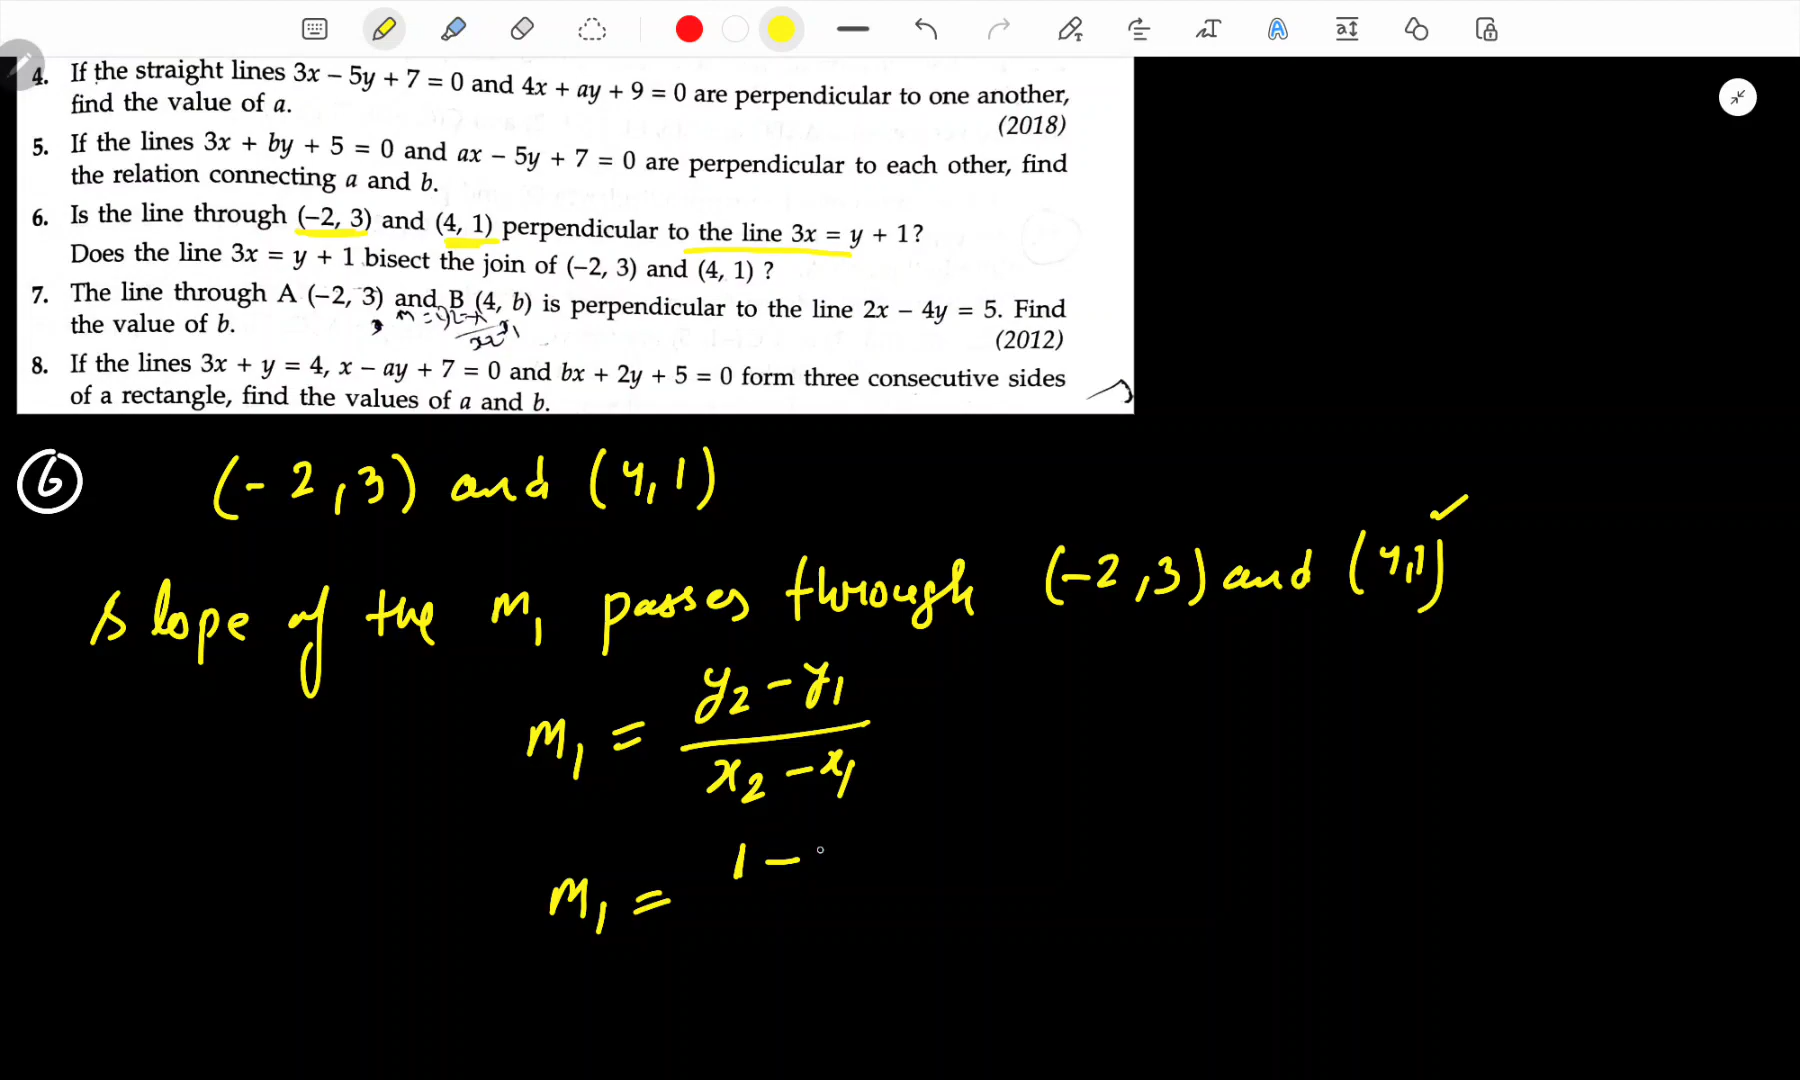 4. If the straight lines 3x − 5y + 7 = 0 and 4x + ay + 9 = 0 are perpendicular to one another,
find the value of a. (2018)
5. If the lines 3x + by + 5 = 0 and ax − 5y + 7 = 0 are perpendicular to each other, find
the relation connecting a and b.
6. Is the line through (−2, 3) and (4, 1) perpendicular to the line 3x = y + 1?
Does the line 3x = y + 1 bisect the join of (−2, 3) and (4, 1) ?
7. The line through A (−2, 3) and B (4, b) is perpendicular to the line 2x − 4y = 5. Find
the value of b. (2012)
8. If the lines 3x + y = 4, x − ay + 7 = 0 and bx + 2y + 5 = 0 form three consecutive sides
of a rectangle, find the values of a and b.
6 (-2,3) and (4,1)
slope of the m₁ passes through (-2,3) and (4,1)
m₁ = y₂ - y₁ / x₂ - x₁
m₁ = 1 -